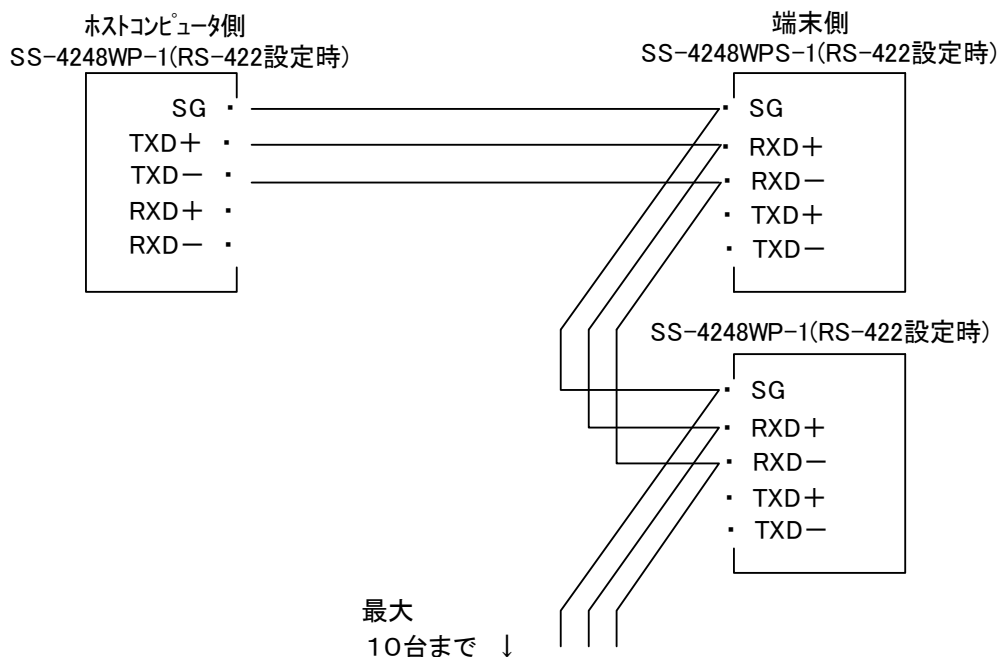 ホストコンピュータ側
SS-4248WP-1(RS-422設定時)
SG
TXD＋
TXD－
RXD＋
RXD－
端末側
SS-4248WPS-1(RS-422設定時)
SG
RXD＋
RXD－
TXD＋
TXD－
SS-4248WP-1(RS-422設定時)
SG
RXD＋
RXD－
TXD＋
TXD－
最大
１０台まで ↓